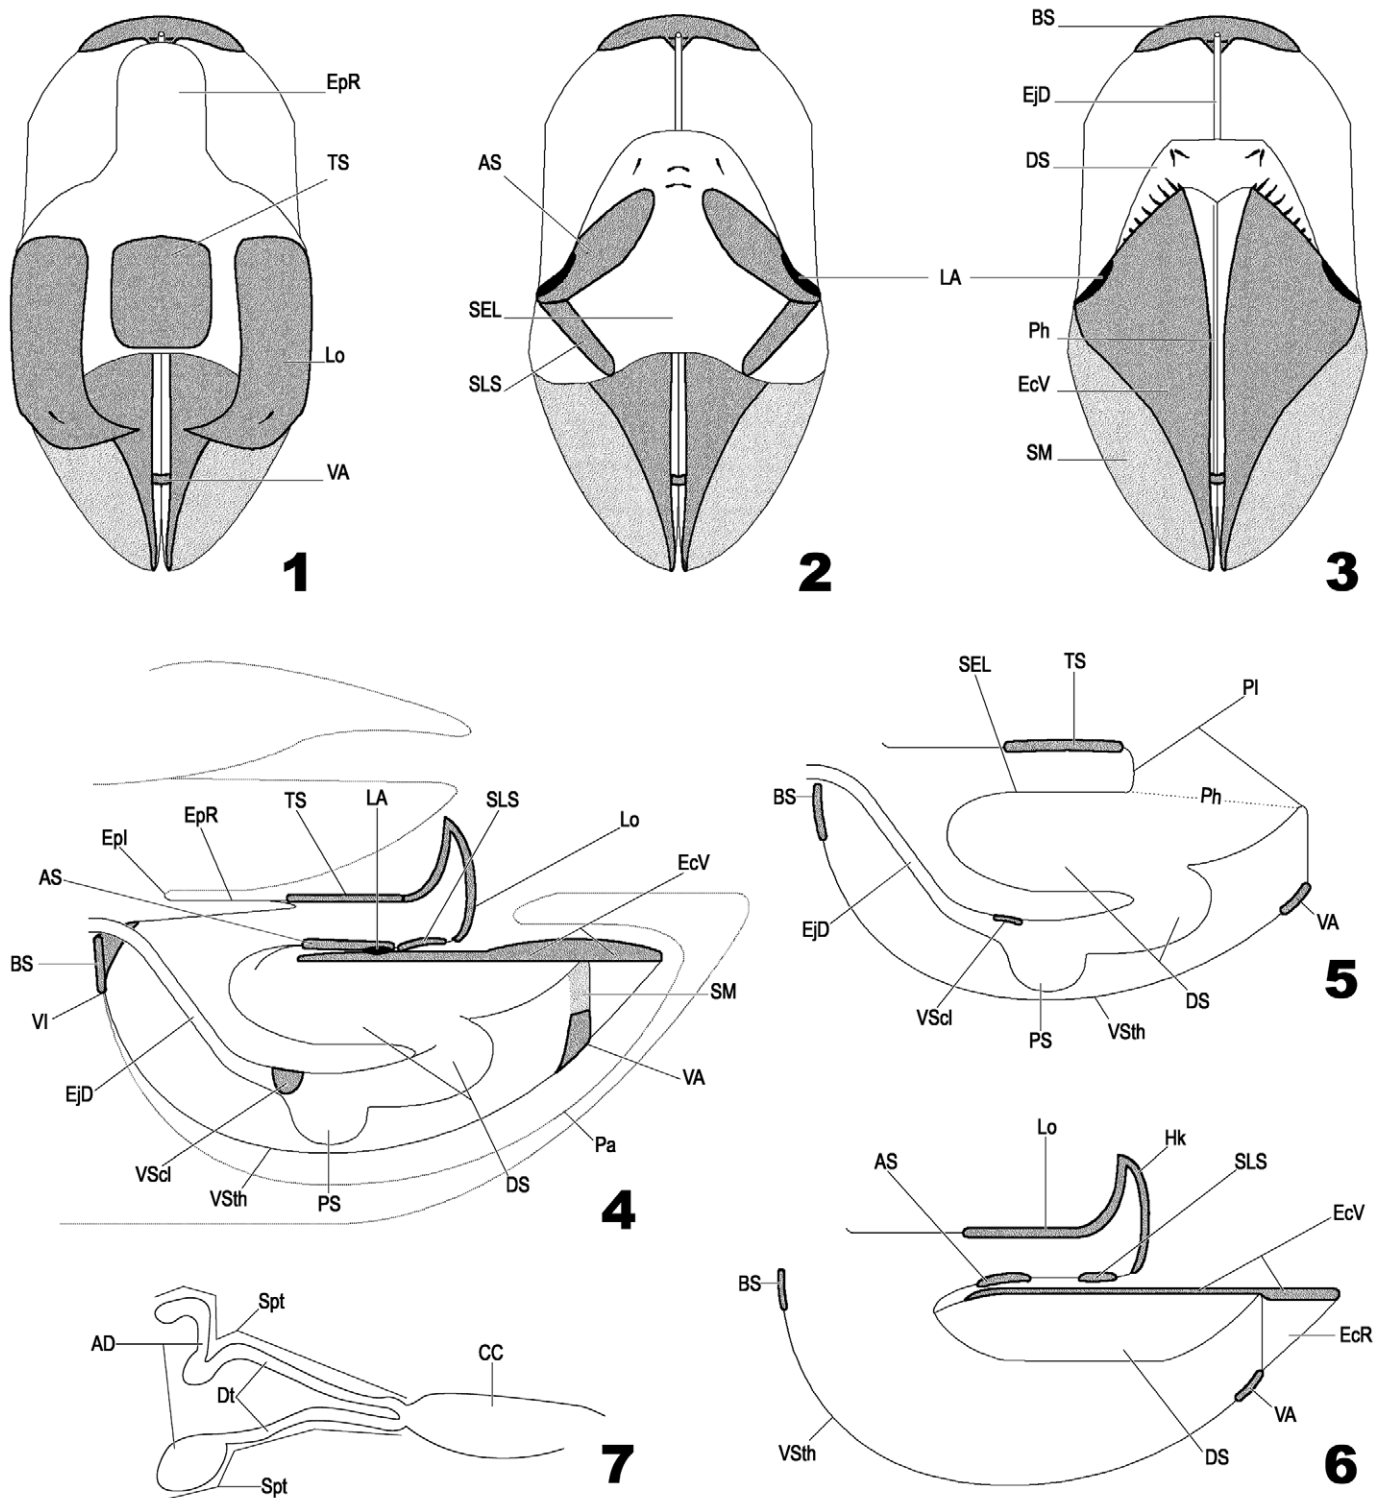 EpR
TS
Lo
VA
1
AS
SEL
SLS
LA
2
BS
EjD
DS
Ph
EcV
SM
3
EpI
EpR
TS
LA
SLS
Lo
AS
EcV
BS
VI
SM
EjD
VA
Pa
VScl
VSth
PS
DS
4
SEL
TS
PI
BS
Ph
EjD
VA
VScl
PS
VSth
DS
5
AS
Lo
Hk
SLS
EcV
BS
EcR
VA
VSth
DS
6
Spt
AD
Dt
CC
Spt
7